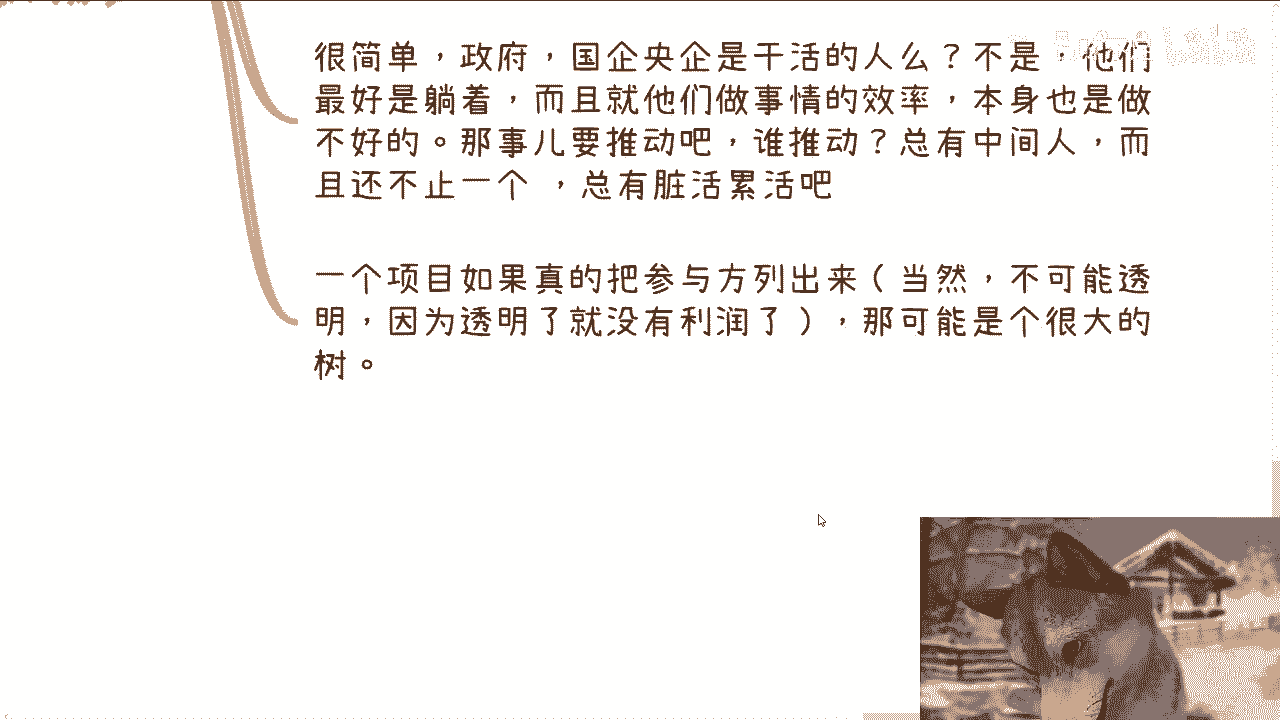 很简单，政府，国企央企是干活的人么？不是，他们
最好是躺着，而且就他们做事情的效率，本身也是做
不好的。那事儿要推动吧，谁推动？总有中间人，而
且还不止一个 ，总有脏活累活吧
一个项目如果真的把参与方列出来（当然，不可能透
明，因为透明了就没有利润了），那可能是个很大的
树。